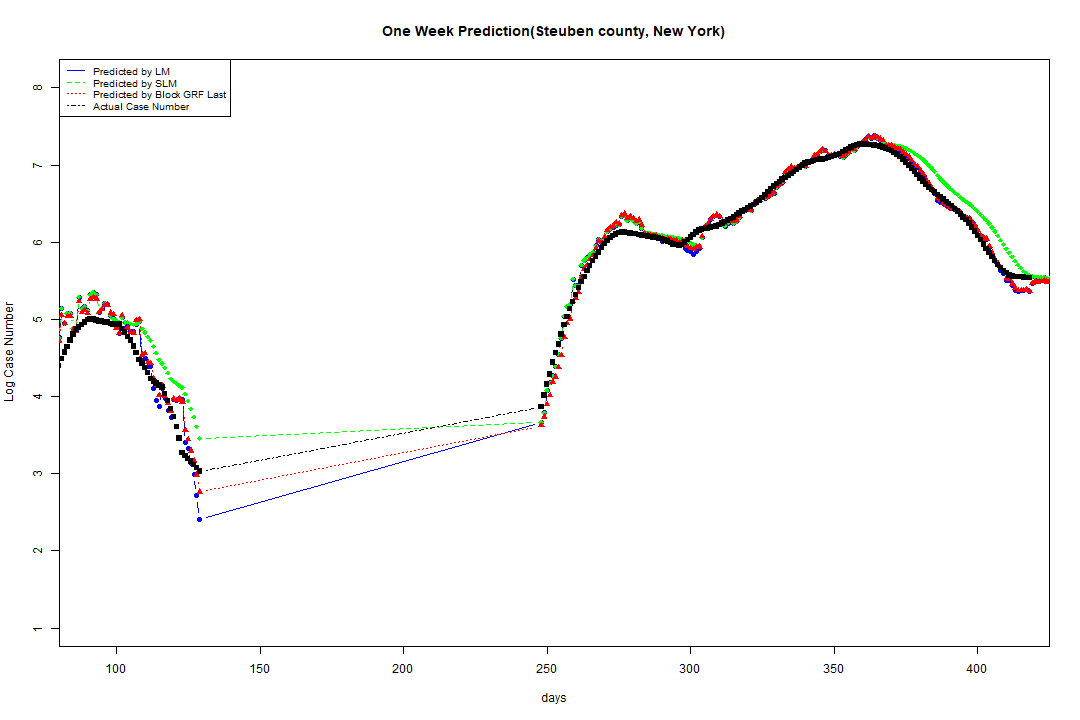 One Week Prediction(Steuben county, New York)
Predicted by LM
Predicted by SLM
Predicted by Block GRF Last
Actual Case Number
8
7
6
5
4
3
2
1
Log Case Number
100 150 200 250 300 350 400
days